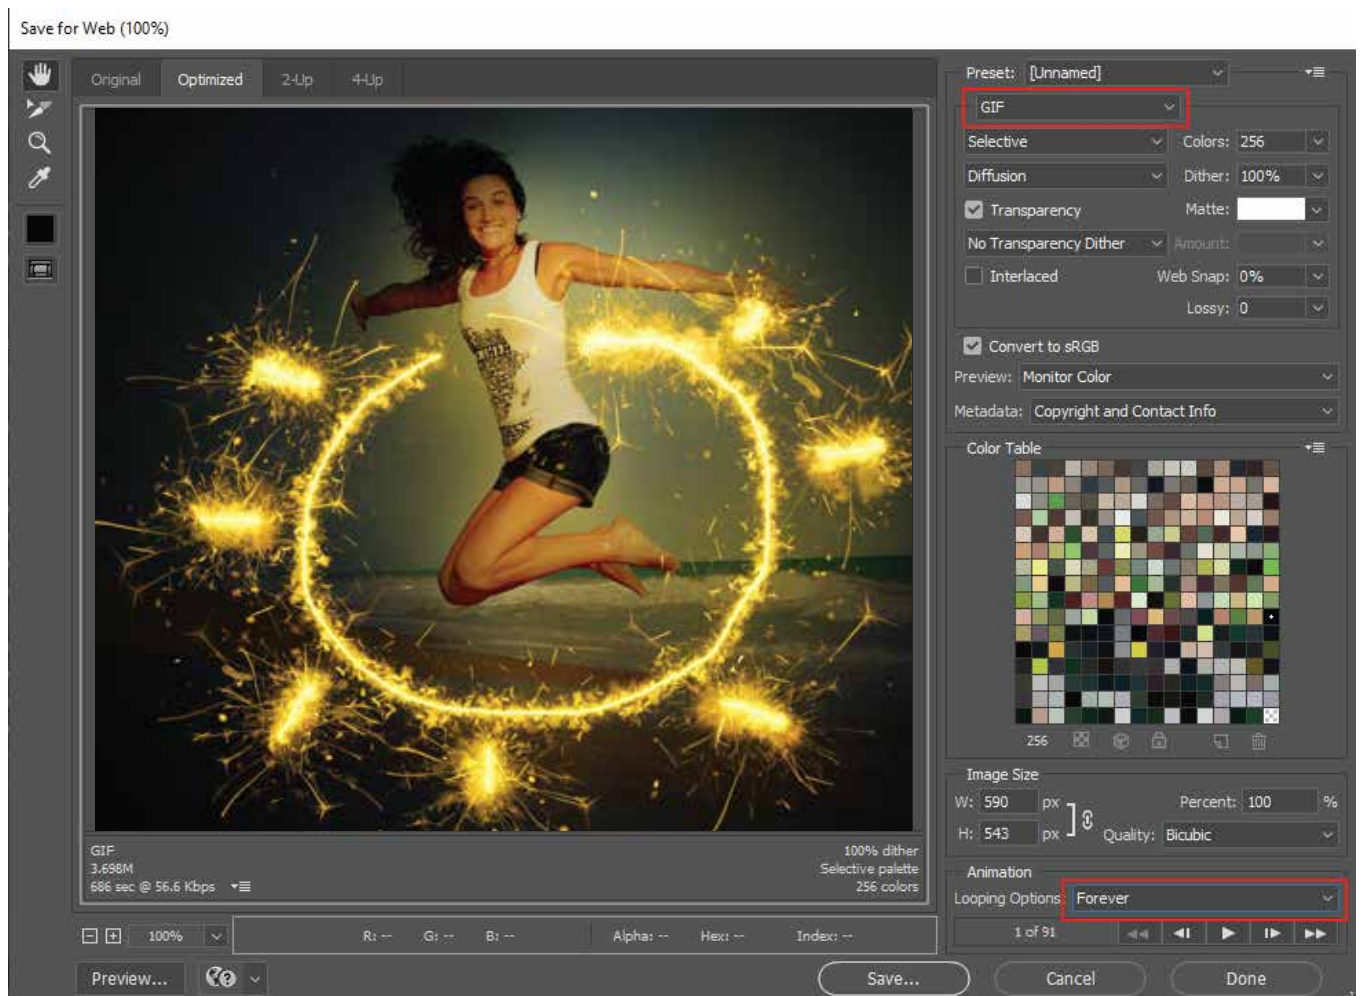 Save for Web (100%)
Original Optimized 2-Up 4-Up
Preset: [Unnamed]
GIF
Selective Colors: 256
Diffusion Dither: 100%
Transparency Matte:
No Transparency Dither Amount:
Interlaced Web Snap: 0%
Lossy: 0
Convert to sRGB
Preview: Monitor Color
Metadata: Copyright and Contact Info
Color Table
256
Image Size
W: 590 px Percent: 100 %
H: 543 px Quality: Bicubic
Animation
Looping Options: Forever
1 of 91
GIF 100% dither
3.698M Selective palette
686 sec @ 56.6 Kbps 256 colors
100% R: -- G: -- B: -- Alpha: -- Hex: -- Index: --
Preview... Save... Cancel Done